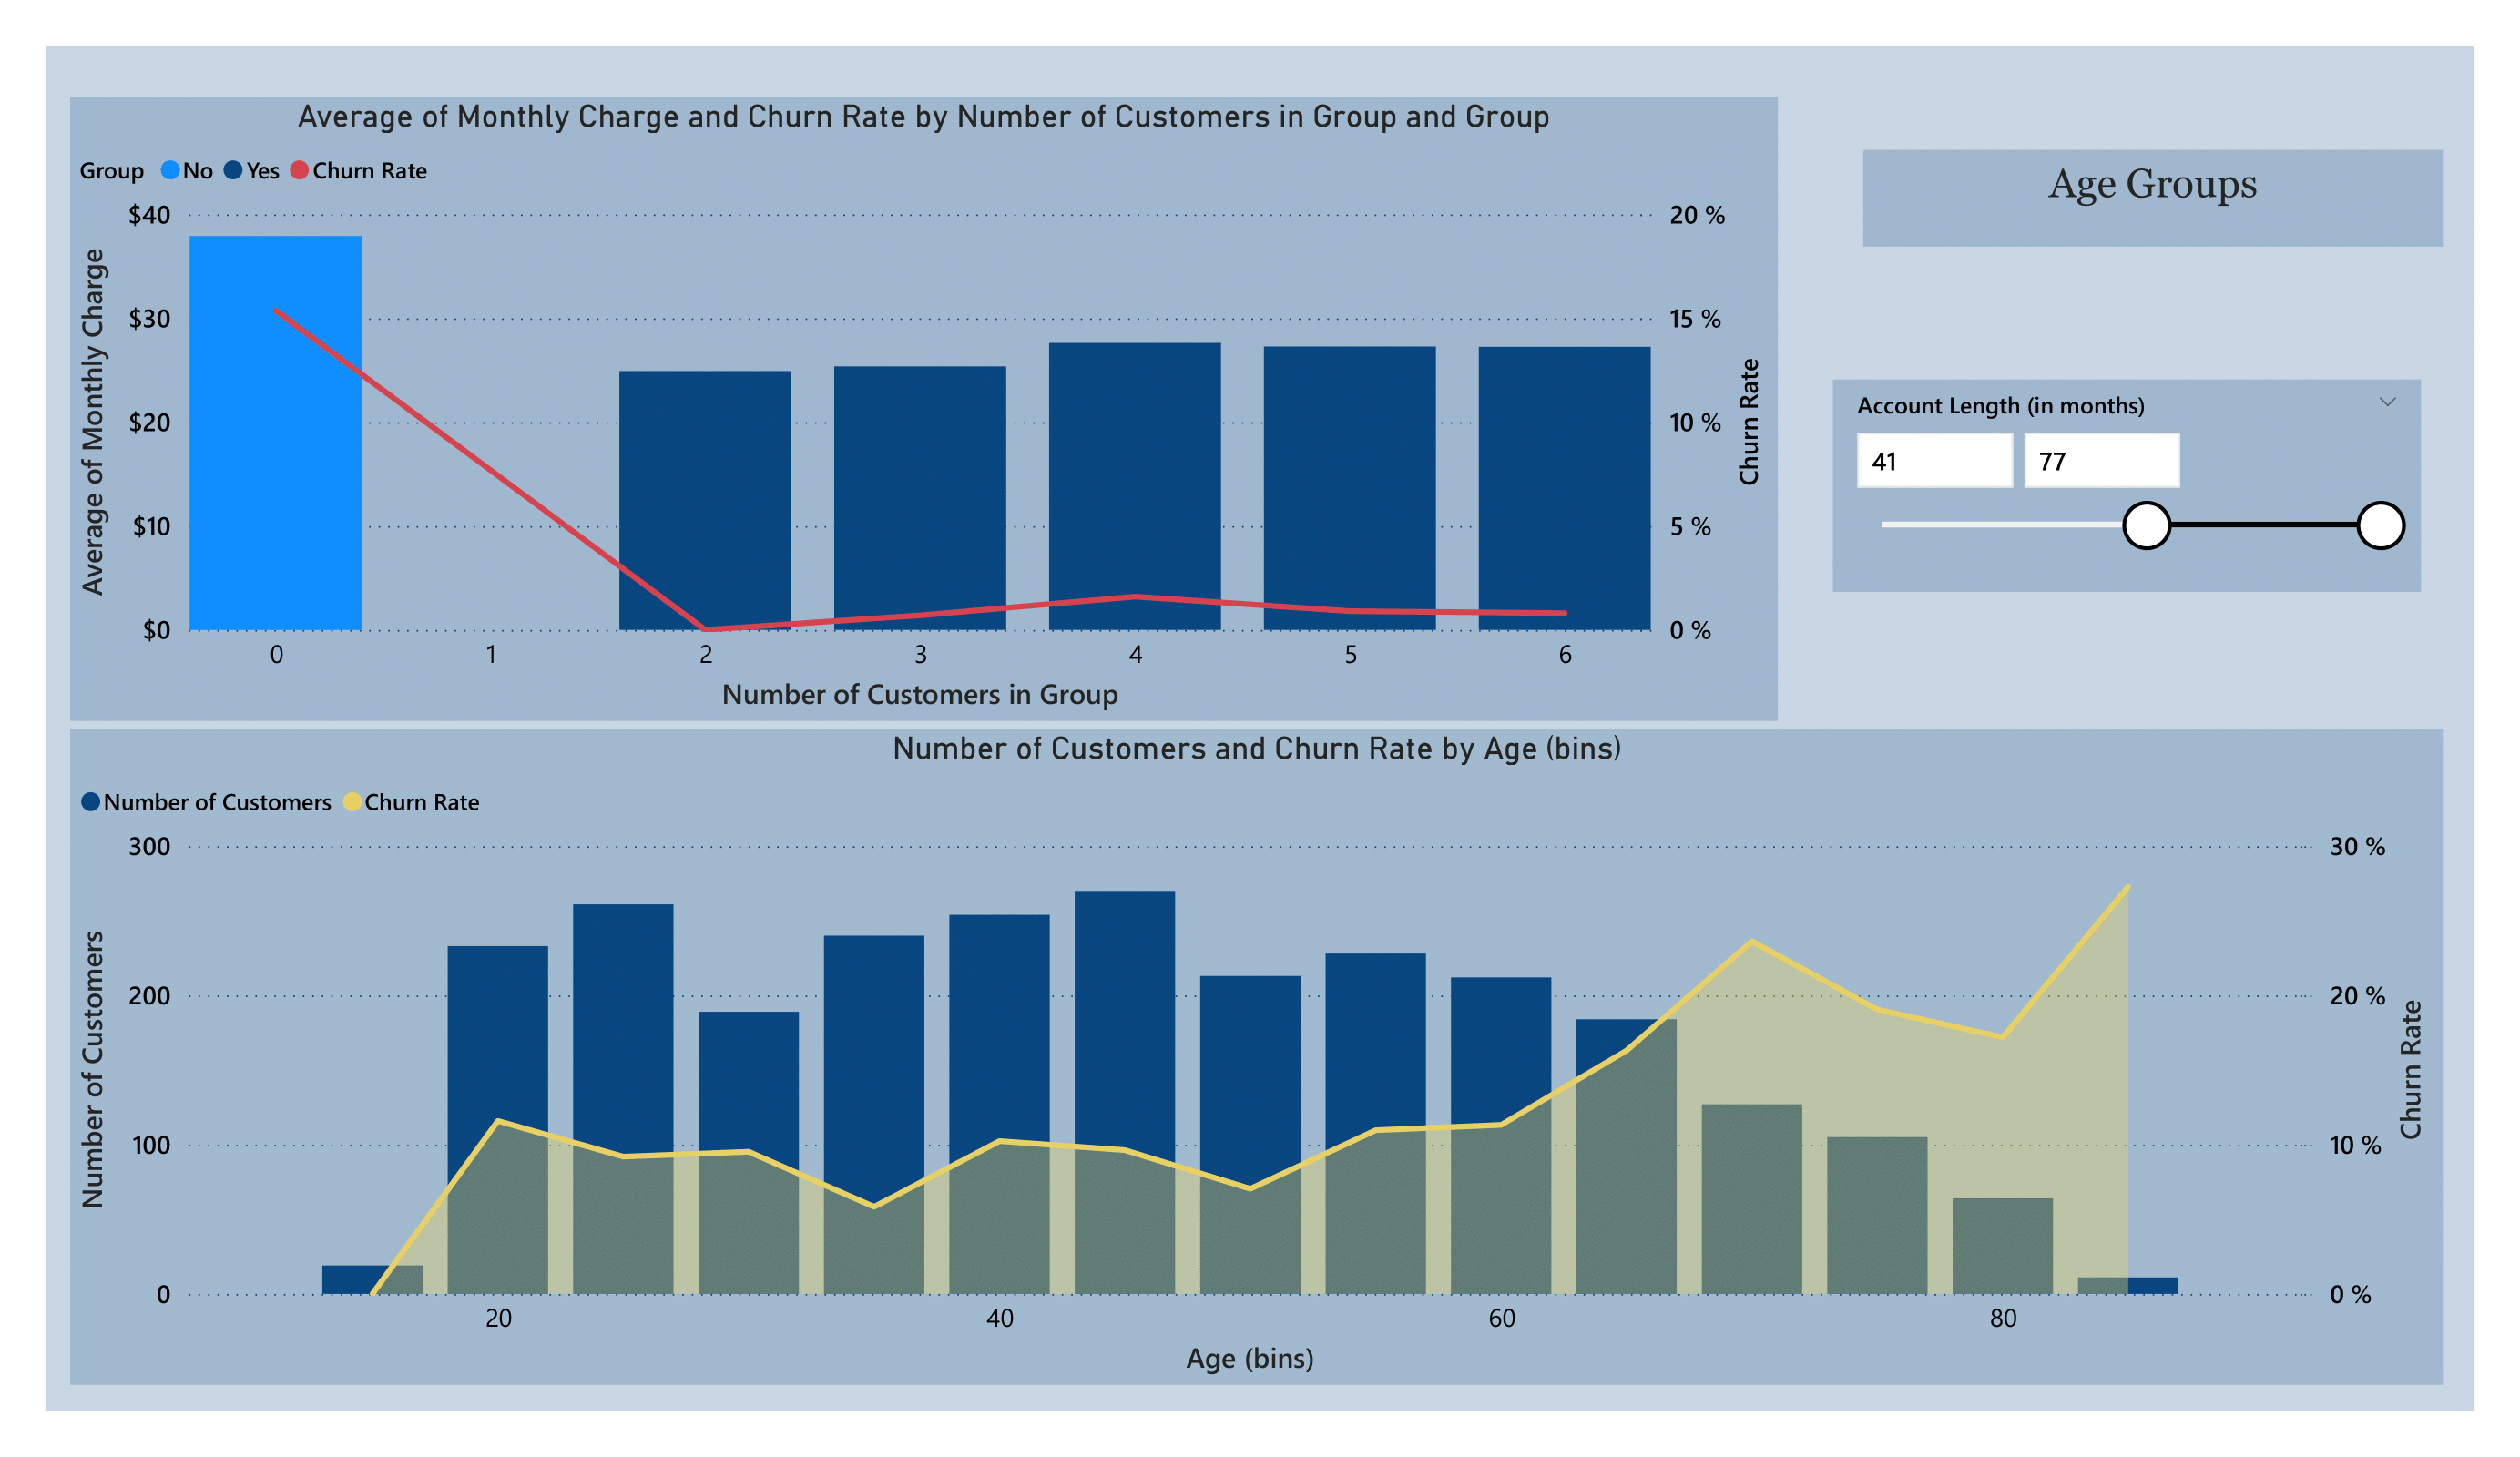 Average of Monthly Charge and Churn Rate by Number of Customers in Group and Group
Group No Yes Churn Rate
Average of Monthly Charge
$40
$30
$20
$10
$0
20 %
15 %
10 %
5 %
0 %
Churn Rate
0 1 2 3 4 5 6
Number of Customers in Group
Age Groups
Account Length (in months)
41 77
Number of Customers and Churn Rate by Age (bins)
Number of Customers Churn Rate
Number of Customers
300
200
100
0
30 %
20 %
10 %
0 %
Churn Rate
20 40 60 80
Age (bins)